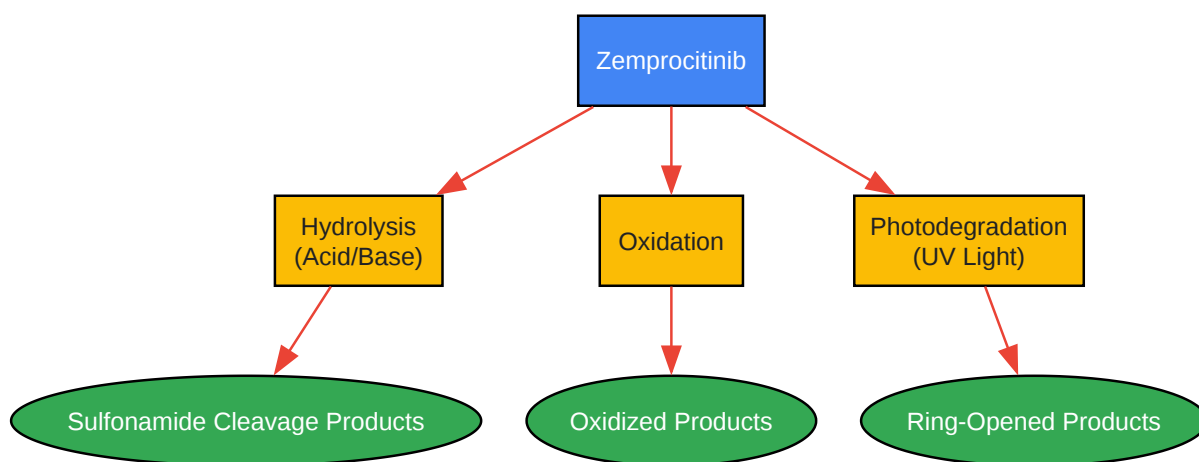 Zemprocitinib
Hydrolysis
(Acid/Base)
Oxidation
Photodegradation
(UV Light)
Sulfonamide Cleavage Products
Oxidized Products
Ring-Opened Products